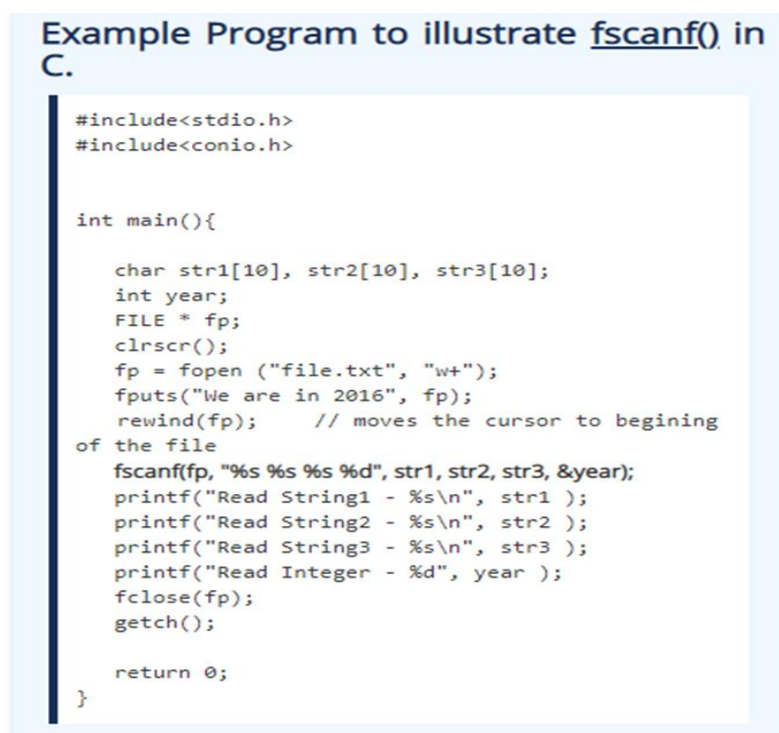 Example Program to illustrate fscanf() in
C.
#include<stdio.h>
#include<conio.h>
int main(){
char str1[10], str2[10], str3[10];
int year;
FILE * fp;
clrscr();
fp = fopen ("file.txt", "w+");
fputs("We are in 2016", fp);
rewind(fp);    // moves the cursor to begining
of the file
fscanf(fp, "%s %s %s %d", str1, str2, str3, &year);
printf("Read String1 - %s\n", str1 );
printf("Read String2 - %s\n", str2 );
printf("Read String3 - %s\n", str3 );
printf("Read Integer - %d", year );
fclose(fp);
getch();
return 0;
}